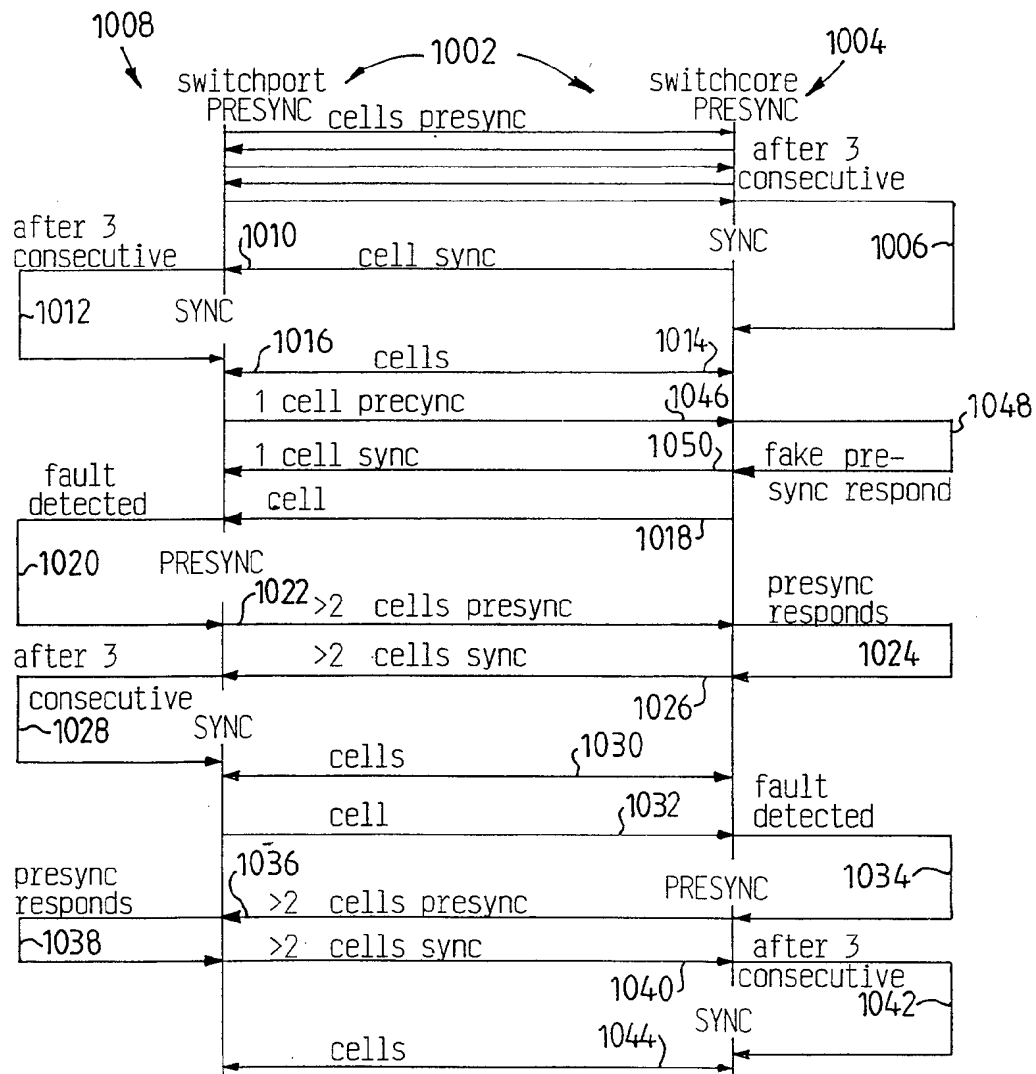 1008
1002
1004
switchport
PRESYNC
switchcore
PRESYNC
cells presync
after 3
consecutive
after 3
consecutive
1010
cell sync
SYNC
1006
1012
SYNC
1016
cells
1014
1 cell precync
1046
1048
1 cell sync
1050
fake pre-
sync respond
fault
detected
cell
1018
1020
PRESYNC
1022
>2 cells presync
presync
responds
after 3
consecutive
>2 cells sync
1024
1026
1028
SYNC
cells
1030
cell
1032
fault
detected
presync
responds
1036
>2 cells presync
PRESYNC
1034
1038
>2 cells sync
1040
after 3
consecutive
1042
SYNC
cells
1044